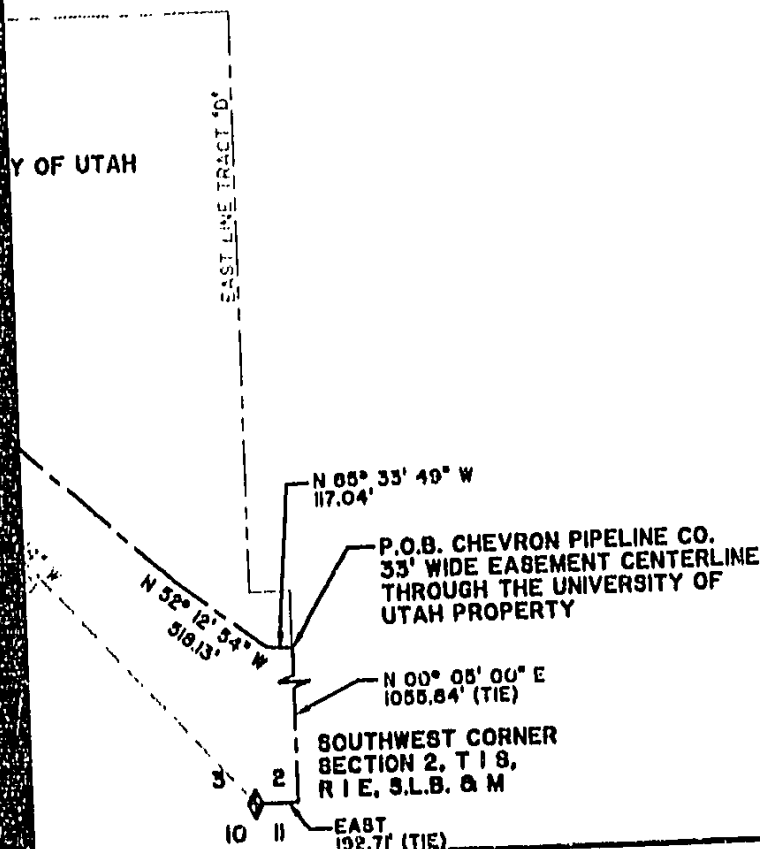 Y OF UTAH
EAST LINE TRACT "D"
N 65° 33' 49" W
117.04'
P.O.B. CHEVRON PIPELINE CO.
33' WIDE EASEMENT CENTERLINE
THROUGH THE UNIVERSITY OF
UTAH PROPERTY
N 52° 12' 54" W
518.13'
W
N 00° 05' 00" E
1055.64' (TIE)
SOUTHWEST CORNER
SECTION 2, T 1 S,
R 1 E, S.L.B. & M
3 2
10 11
EAST
192.71' (TIE)